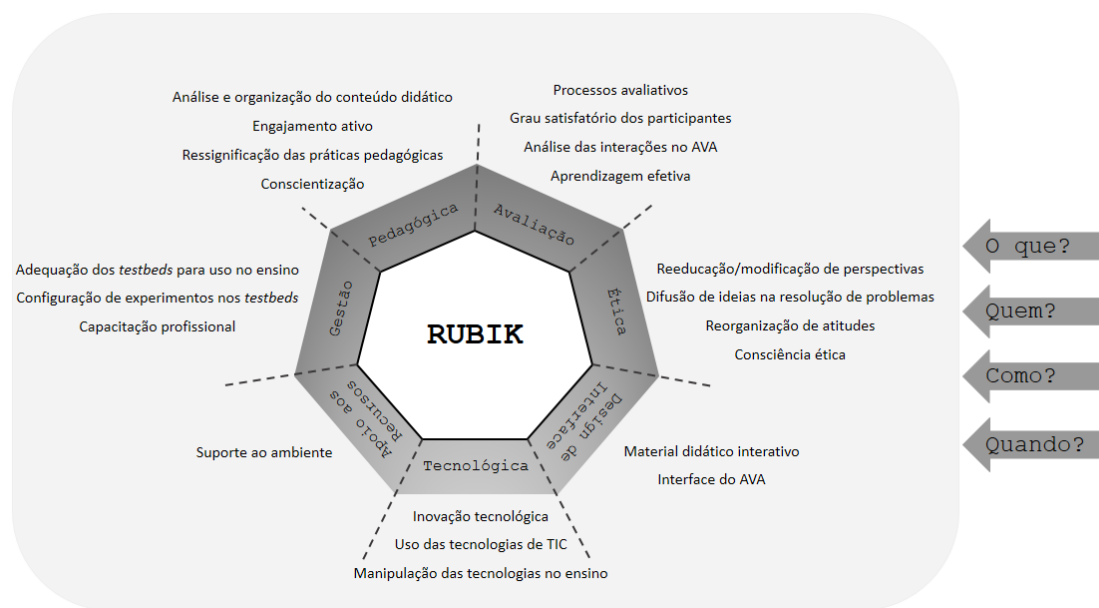 Análise e organização do conteúdo didático
Engajamento ativo
Ressignificação das práticas pedagógicas
Conscientização
Processos avaliativos
Grau satisfatório dos participantes
Análise das interações no AVA
Aprendizagem efetiva
Pedagógica
Avaliação
Adequação dos testbeds para uso no ensino
Configuração de experimentos nos testbeds
Capacitação profissional
Gestão
RUBIK
Ética
Reeducação/modificação de perspectivas
Difusão de ideias na resolução de problemas
Reorganização de atitudes
Consciência ética
O que?
Quem?
Como?
Quando?
Suporte ao ambiente
Apoio aos
Recursos
Tecnológica
Design de
Interface
Material didático interativo
Interface do AVA
Inovação tecnológica
Uso das tecnologias de TIC
Manipulação das tecnologias no ensino